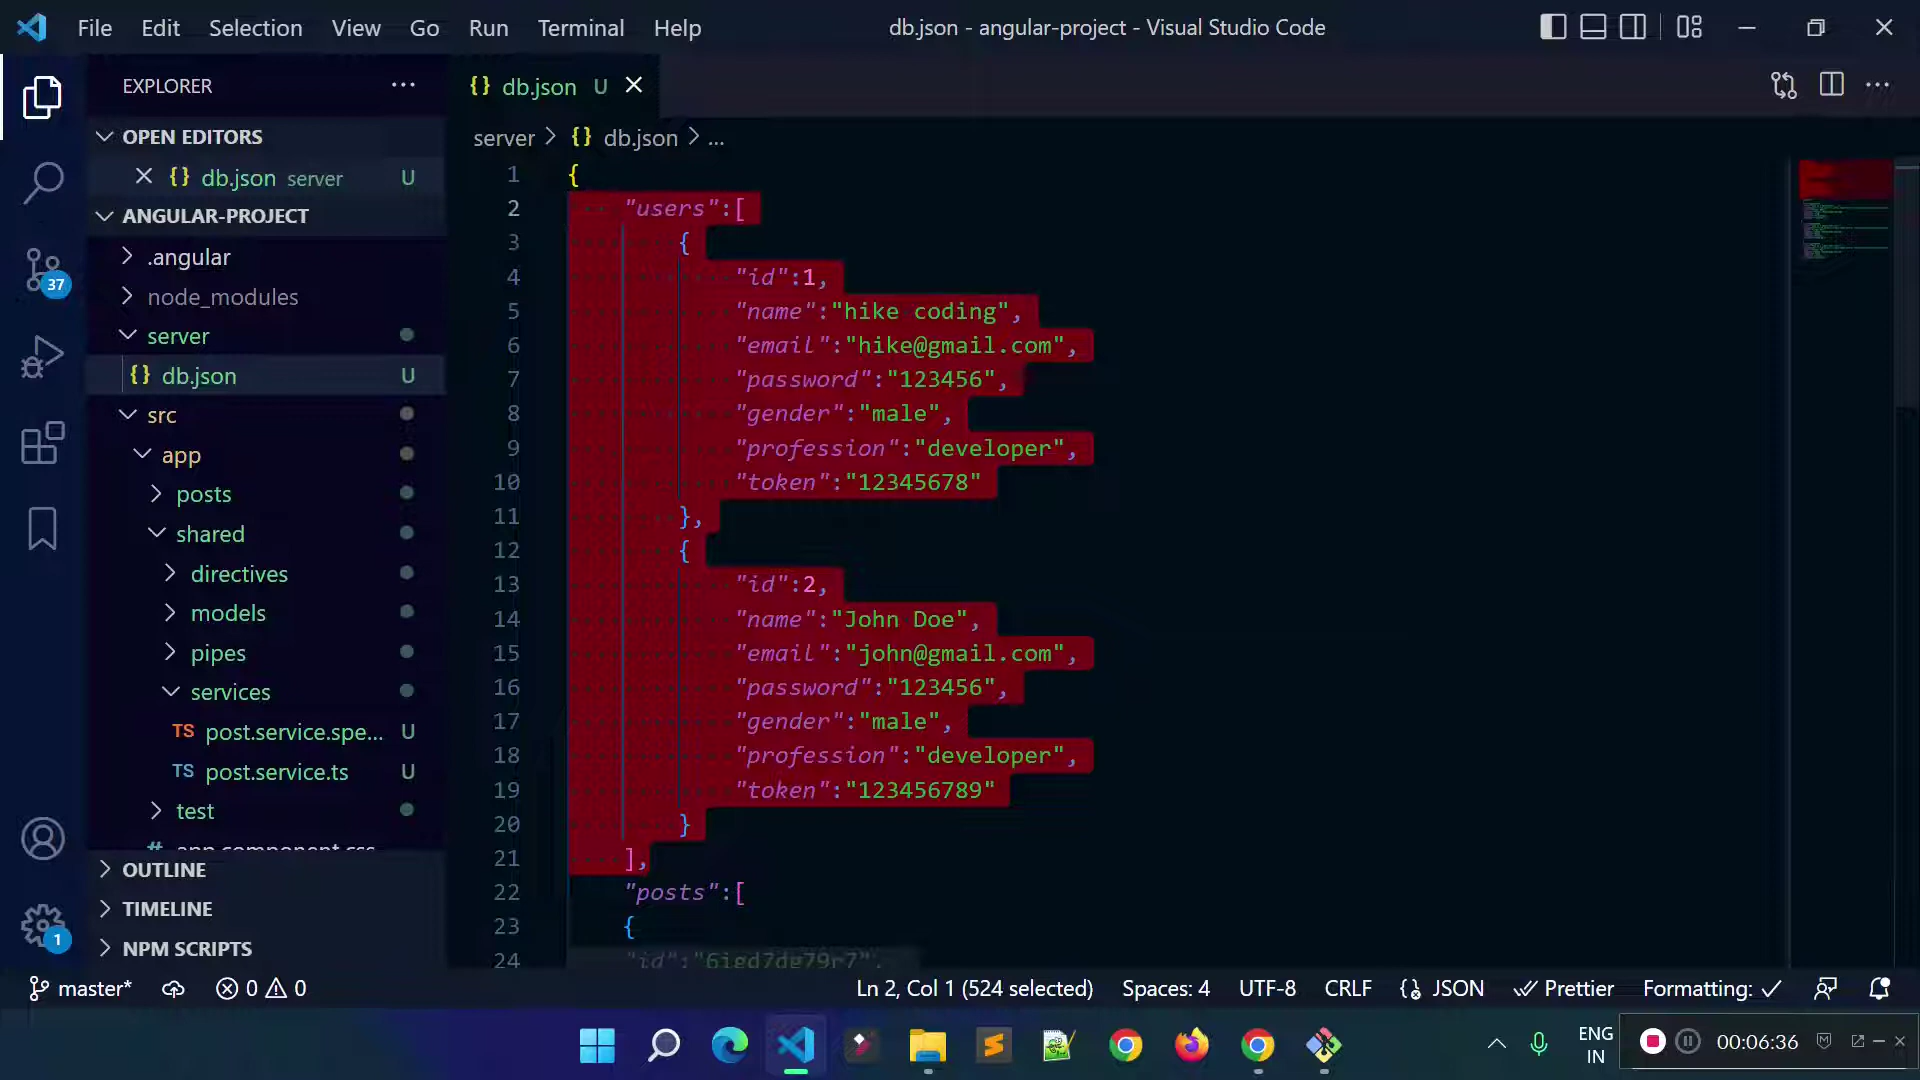 File Edit Selection View Go Run Terminal Help
db.json - angular-project - Visual Studio Code
EXPLORER
OPEN EDITORS
{} db.json server U
ANGULAR-PROJECT
.angular
node_modules
server
{} db.json U
src
app
posts
shared
directives
models
pipes
services
TS post.service.spe... U
TS post.service.ts U
test
# app.component.css
OUTLINE
TIMELINE
NPM SCRIPTS
37
1
{} db.json U
server > {} db.json > ...
1 {
2 "users":[
3 {
4 "id":1,
5 "name":"hike coding",
6 "email":"hike@gmail.com",
7 "password":"123456",
8 "gender":"male",
9 "profession":"developer",
10 "token":"12345678"
11 },
12 {
13 "id":2,
14 "name":"John Doe",
15 "email":"john@gmail.com",
16 "password":"123456",
17 "gender":"male",
18 "profession":"developer",
19 "token":"123456789"
20 }
21 ],
22 "posts":[
23 {
24 "id":"6igd7dg79r7",
master* 0 0
Ln 2, Col 1 (524 selected) Spaces: 4 UTF-8 CRLF {} JSON Prettier Formatting: ✓
ENG
IN
00:06:36